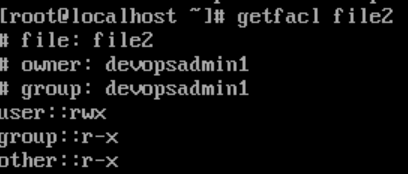 [root@localhost ~]# getfacl file2
# file: file2
# owner: devopsadmin1
# group: devopsadmin1
user::rwx
group::r-x
other::r-x